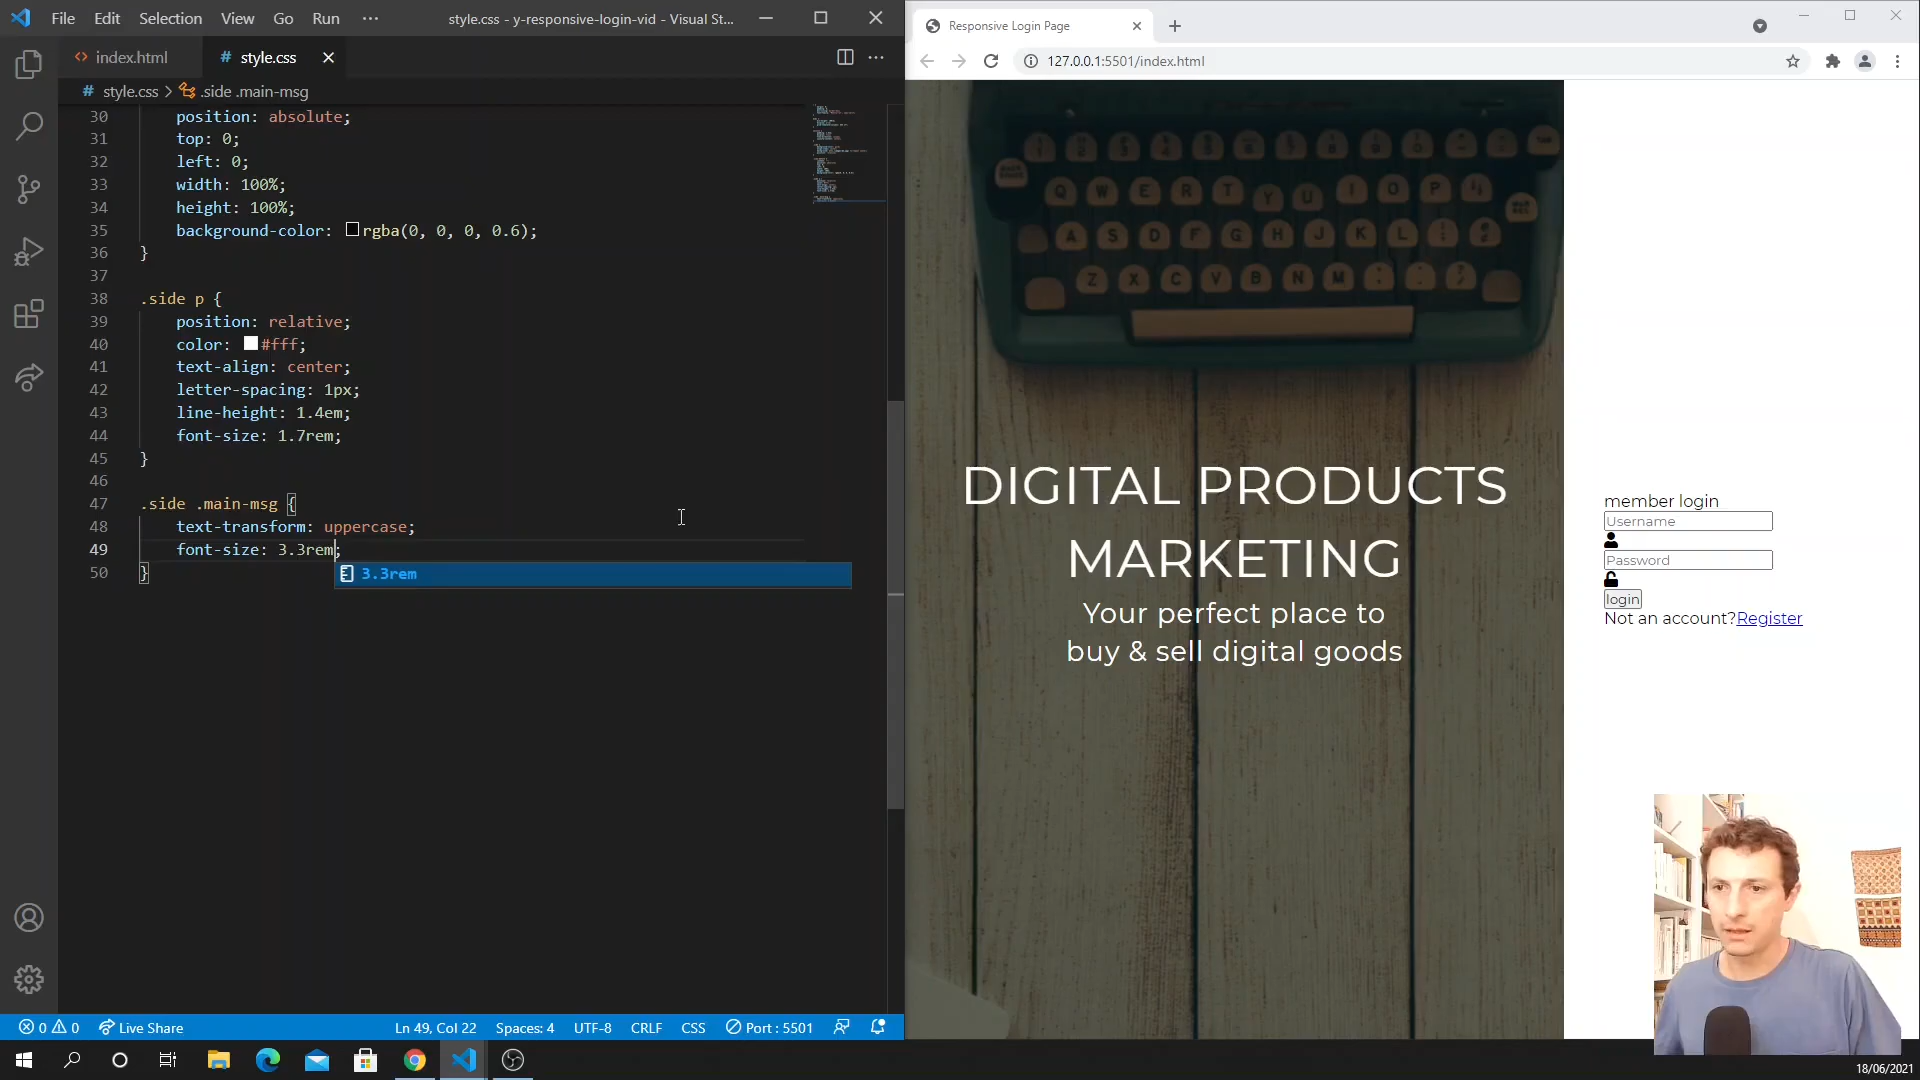 File Edit Selection View Go Run ··· style.css - y-responsive-login-vid - Visual St...
index.html
style.css
style.css > .side .main-msg
30 position: absolute;
31 top: 0;
32 left: 0;
33 width: 100%;
34 height: 100%;
35 background-color: rgba(0, 0, 0, 0.6);
36 }
37
38 .side p {
39 position: relative;
40 color: #fff;
41 text-align: center;
42 letter-spacing: 1px;
43 line-height: 1.4em;
44 font-size: 1.7rem;
45 }
46
47 .side .main-msg {
48 text-transform: uppercase;
49 font-size: 3.3rem;
50 }
3.3rem
0 0 Live Share Ln 49, Col 22 Spaces: 4 UTF-8 CRLF CSS Port : 5501
Responsive Login Page
127.0.0.1:5501/index.html
Q W E R T Y U I O P
A S D F G H J K L
Z X C V B N M
DIGITAL PRODUCTS
MARKETING
Your perfect place to
buy & sell digital goods
member login
Username
Password
login
Not an account?Register
18/06/2021